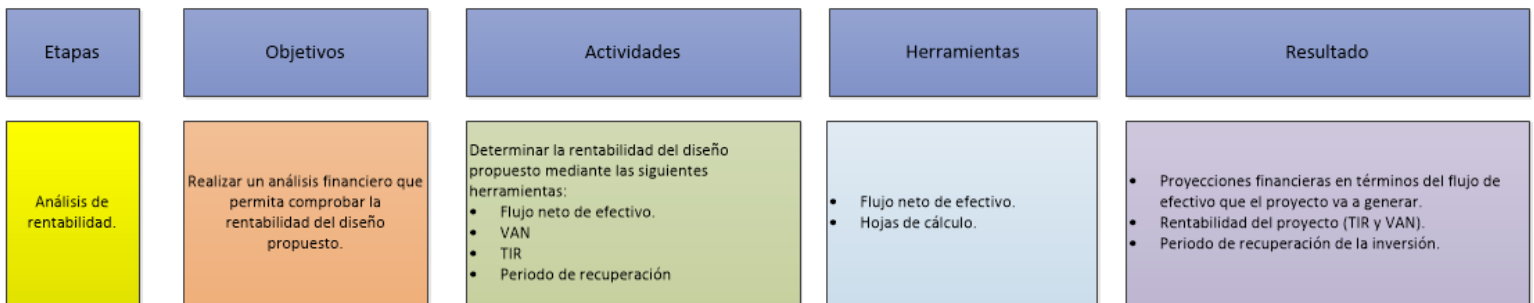 Etapas
Objetivos
Actividades
Herramientas
Resultado
Análisis de
rentabilidad.
Realizar un análisis financiero que
permita comprobar la
rentabilidad del diseño
propuesto.
Determinar la rentabilidad del diseño
propuesto mediante las siguientes
herramientas:
• Flujo neto de efectivo.
• VAN
• TIR
• Periodo de recuperación
• Flujo neto de efectivo.
• Hojas de cálculo.
• Proyecciones financieras en términos del flujo de
efectivo que el proyecto va a generar.
• Rentabilidad del proyecto (TIR y VAN).
• Periodo de recuperación de la inversión.